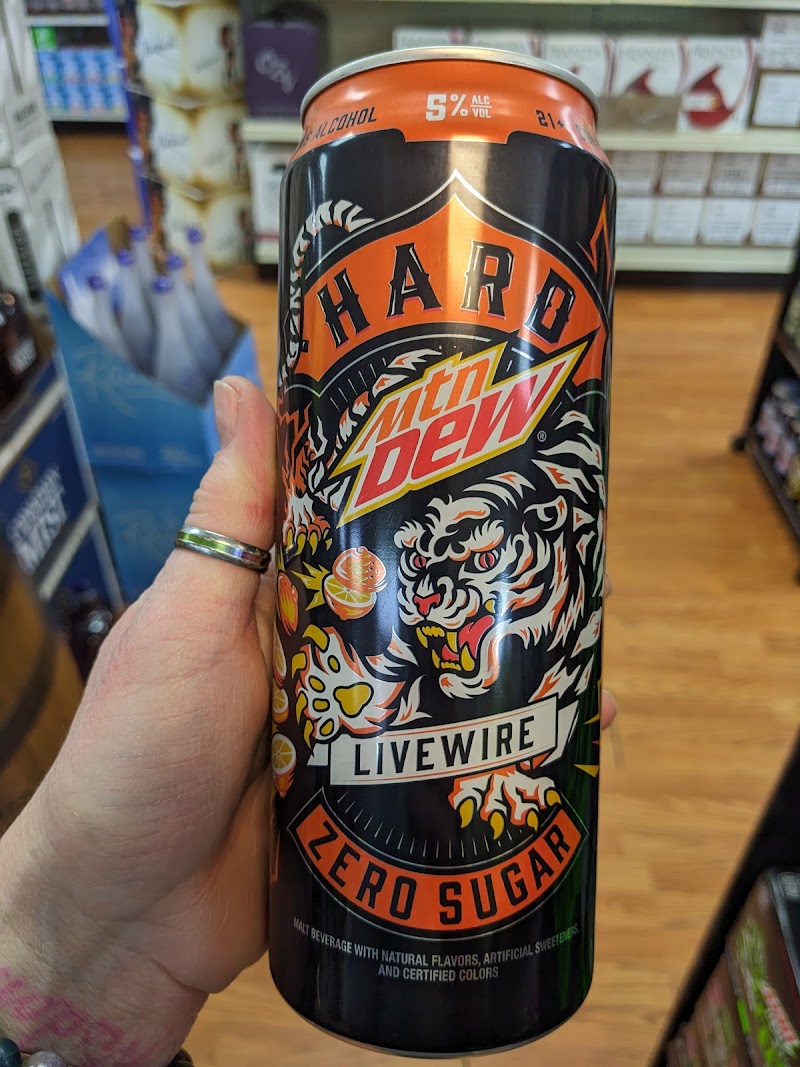 5% ALC
VOL
ALCOHOL
21+
HARD
mtn
Dew®
LIVEWIRE
ZERO SUGAR
MALT BEVERAGE WITH NATURAL FLAVORS, ARTIFICIAL SWEETENERS,
AND CERTIFIED COLORS